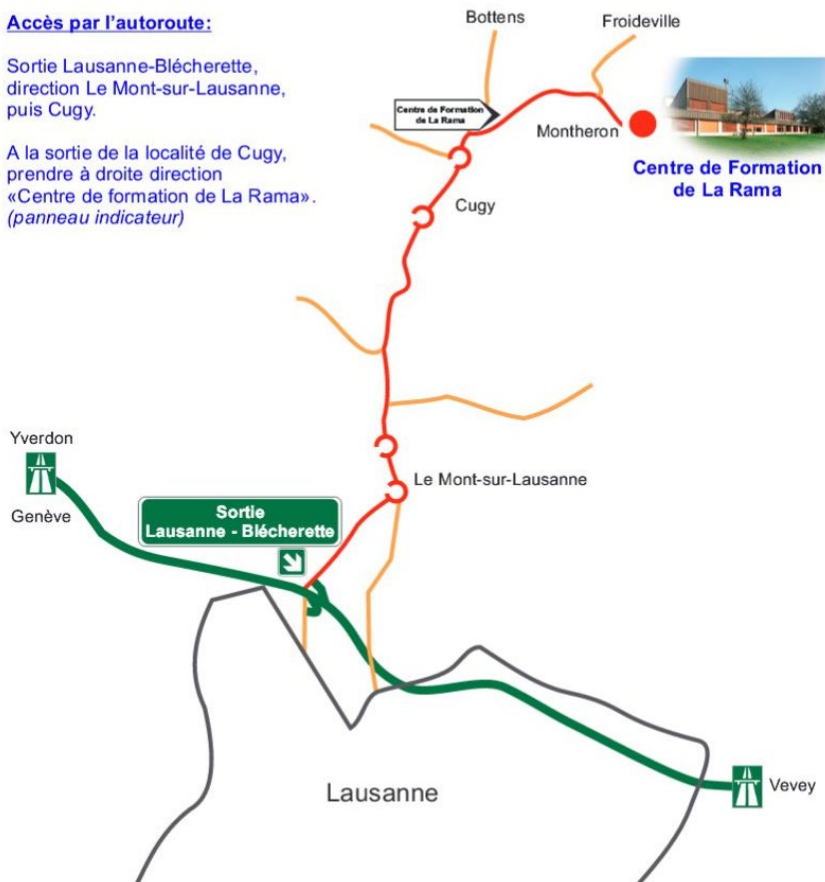 Accès par l'autoroute:
Sortie Lausanne-Blécherette,
direction Le Mont-sur-Lausanne,
puis Cugy.
A la sortie de la localité de Cugy,
prendre à droite direction
«Centre de formation de La Rama».
(panneau indicateur)
Bottens
Froideville
Centre de Formation
de La Rama
Montheron
Centre de Formation
de La Rama
Cugy
Yverdon
Genève
Le Mont-sur-Lausanne
Sortie
Lausanne - Blécherette
Lausanne
Vevey